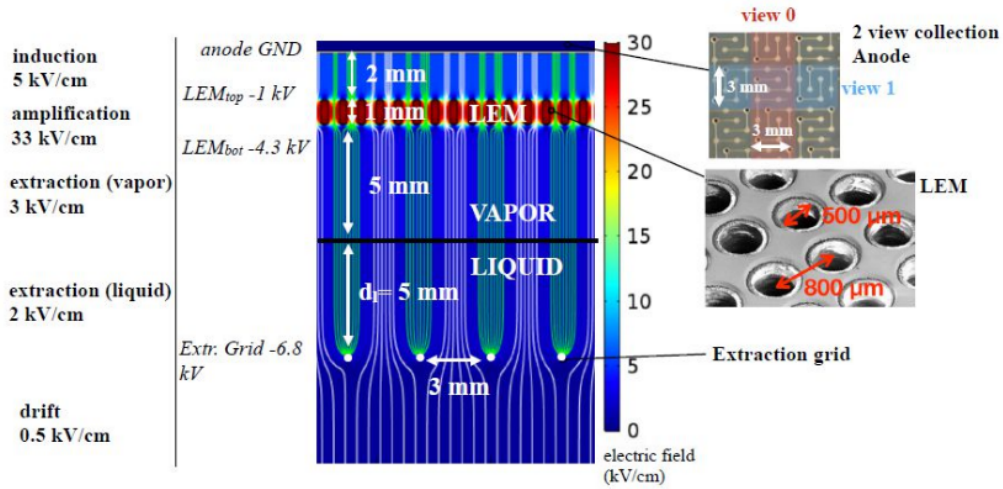 induction
5 kV/cm
amplification
33 kV/cm
extraction (vapor)
3 kV/cm
extraction (liquid)
2 kV/cm
drift
0.5 kV/cm
anode GND
LEMtop -1 kV
LEMbot -4.3 kV
Extr. Grid -6.8
kV
2 mm
1 mm
LEM
5 mm
VAPOR
LIQUID
dl= 5 mm
3 mm
30
25
20
15
10
5
0
electric field
(kV/cm)
view 0
2 view collection
Anode
view 1
3 mm
3 mm
LEM
500 µm
800 µm
Extraction grid